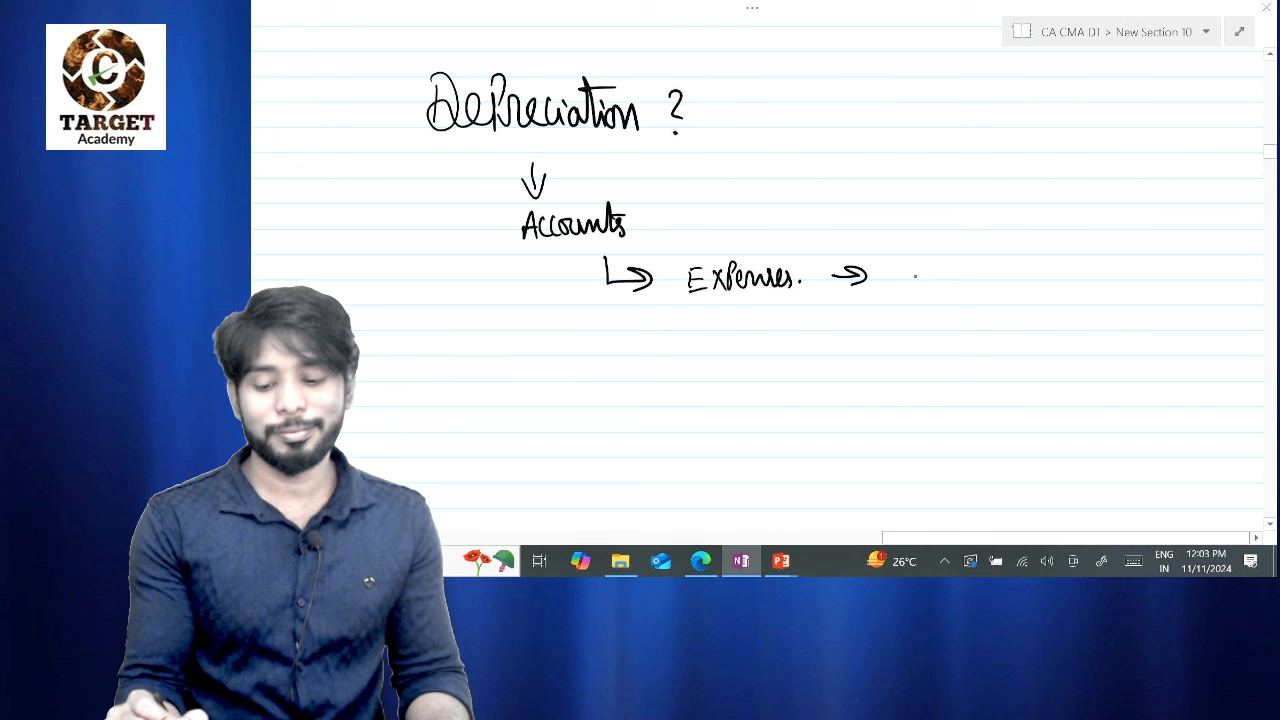 C
TARGET
Academy
CA CMA DT > New Section 10
Depreciation ?
Accounts
Expenses.
26°C
ENG
IN
12:03 PM
11/11/2024